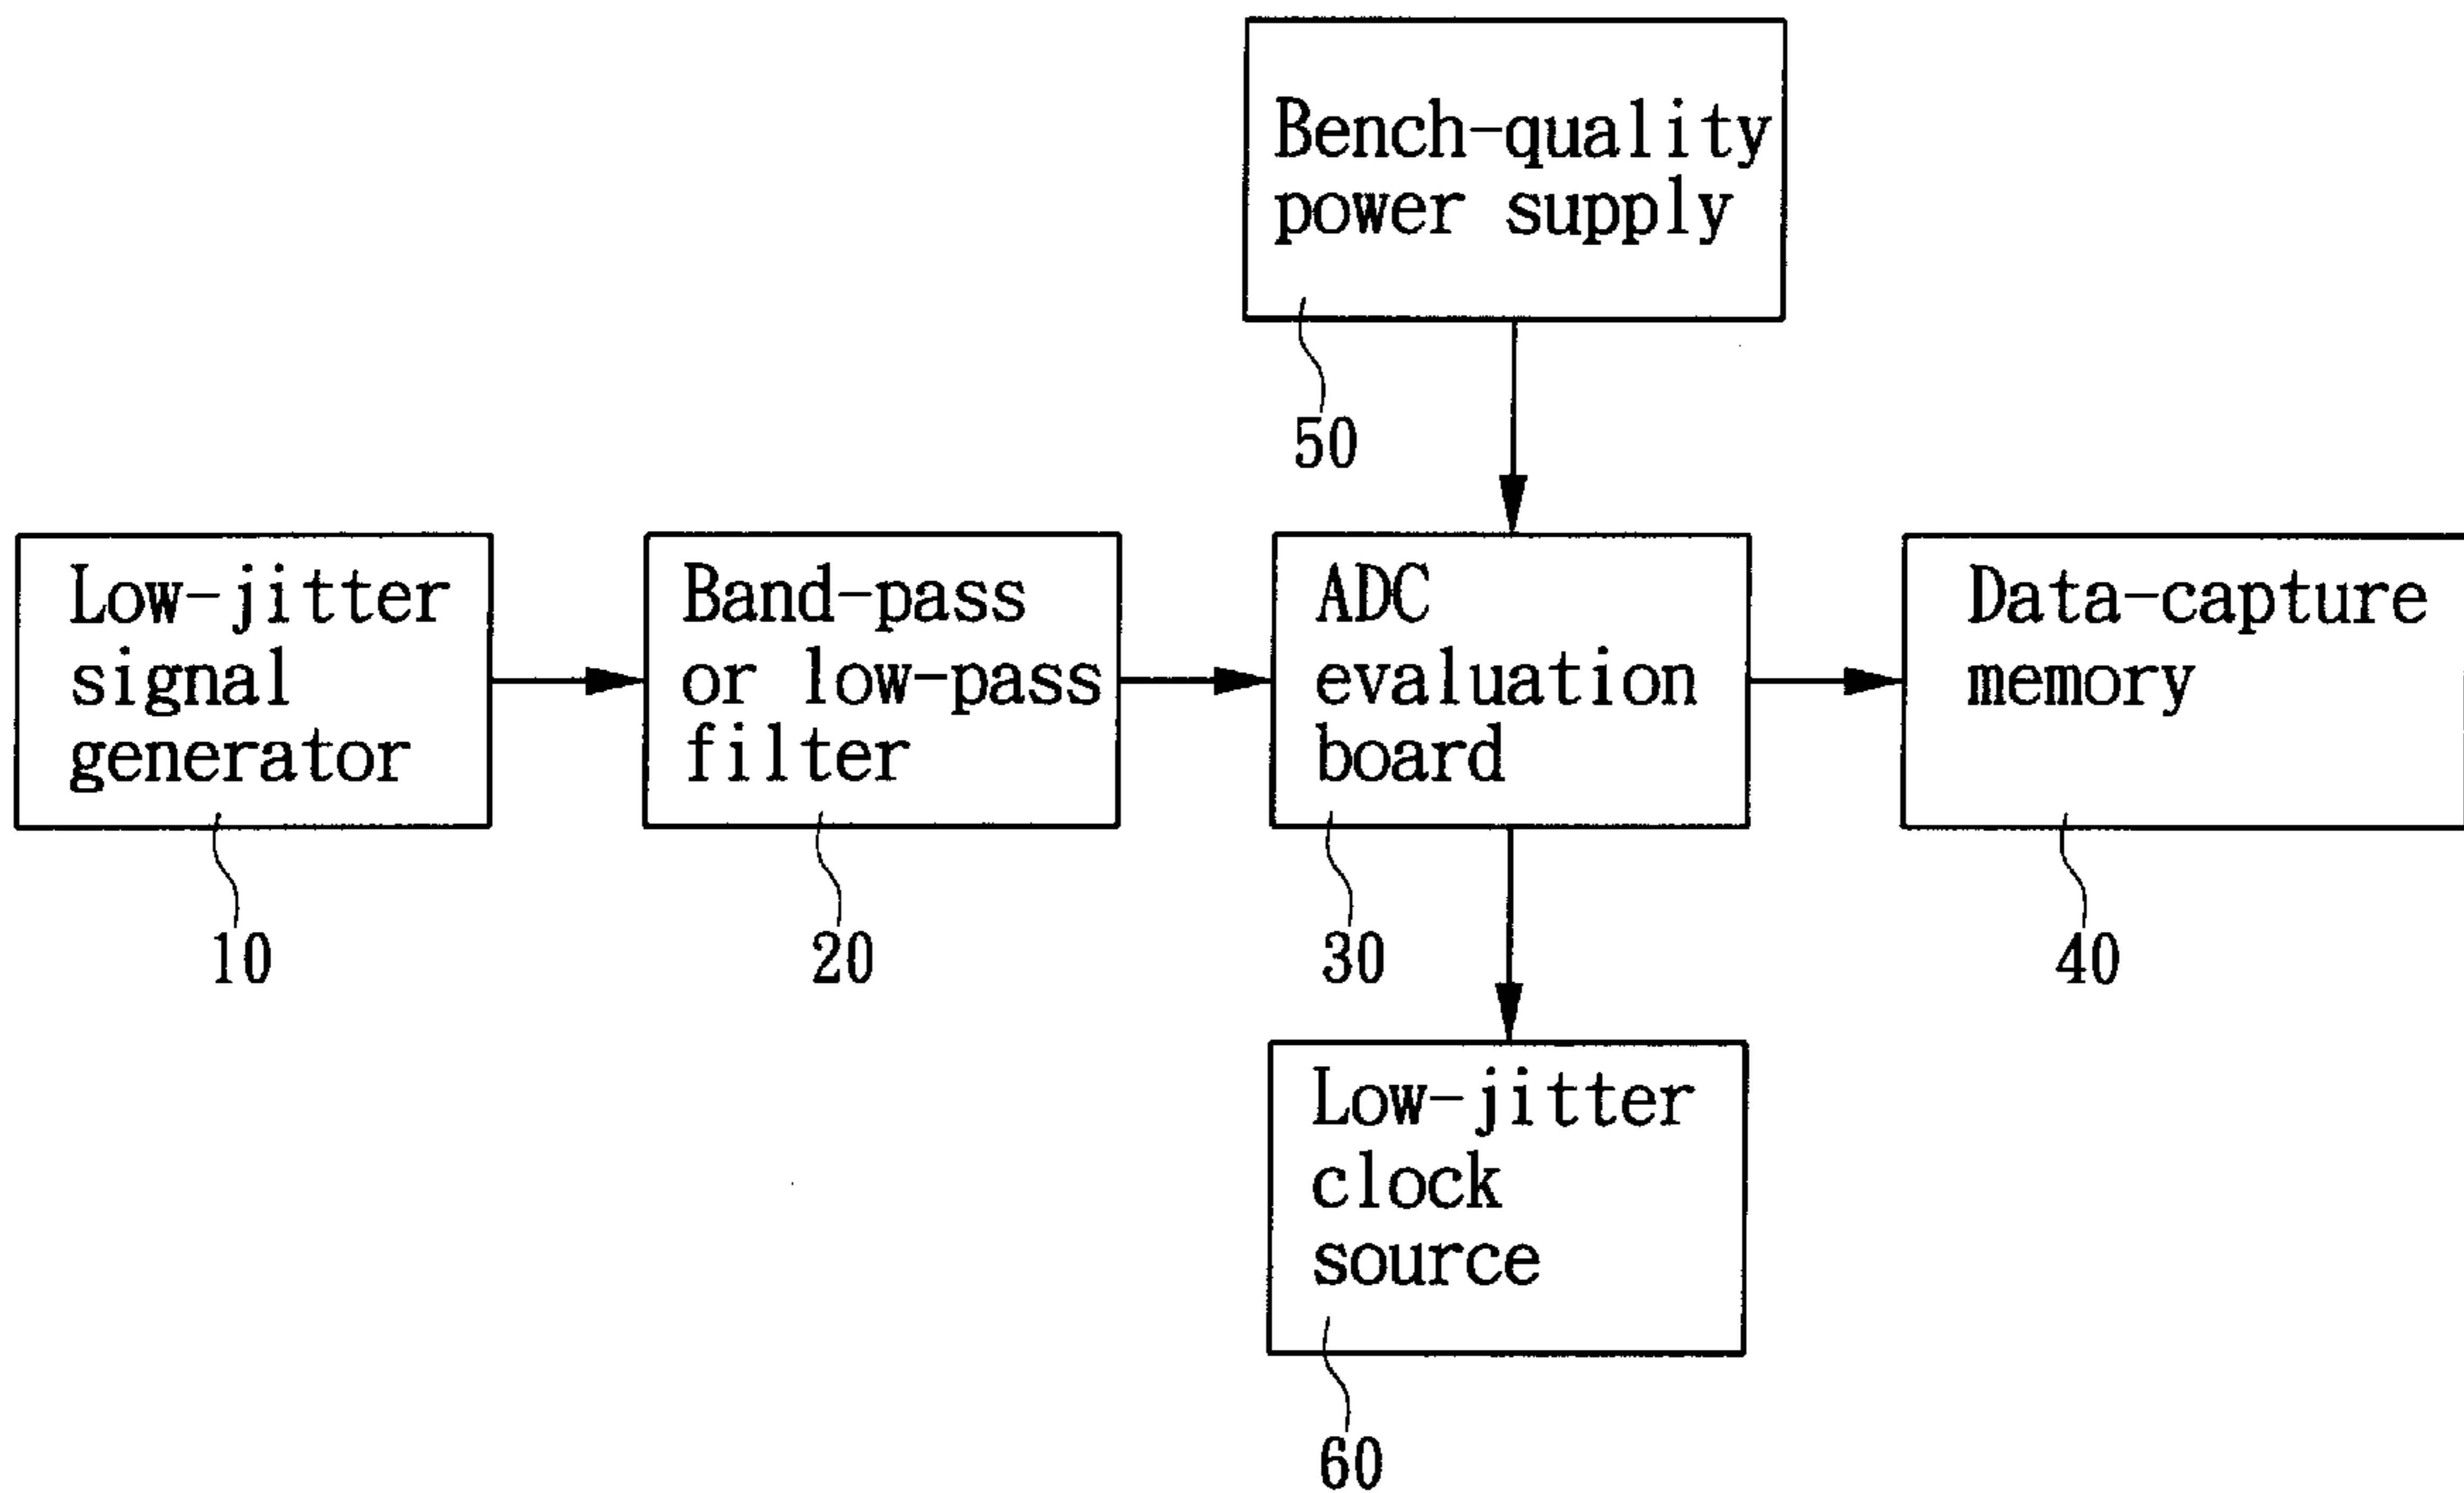 Bench-quality
power supply
50
Low-jitter
signal
generator
10
Band-pass
or low-pass
filter
20
ADC
evaluation
board
30
Data-capture
memory
40
Low-jitter
clock
source
60